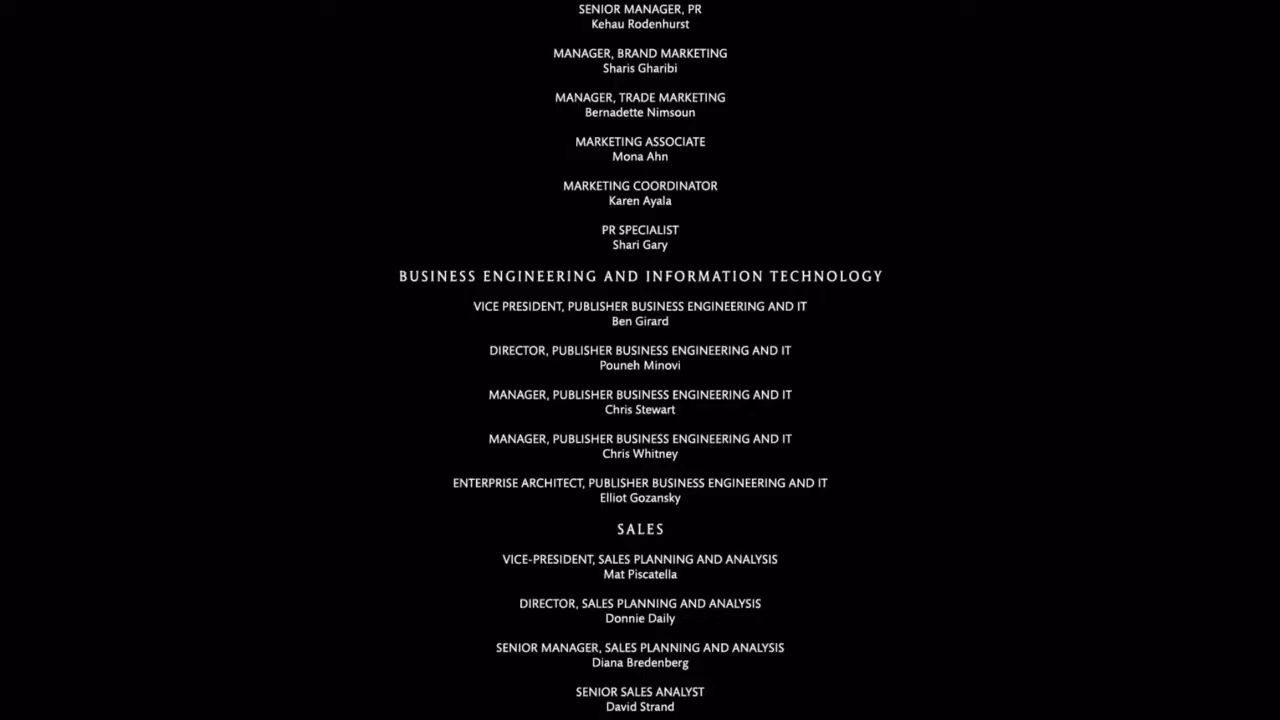 SENIOR MANAGER, PR
Kehau Rodenhurst
MANAGER, BRAND MARKETING
Sharis Gharibi
MANAGER, TRADE MARKETING
Bernadette Nimsoun
MARKETING ASSOCIATE
Mona Ahn
MARKETING COORDINATOR
Karen Ayala
PR SPECIALIST
Shari Gary
BUSINESS ENGINEERING AND INFORMATION TECHNOLOGY
VICE PRESIDENT, PUBLISHER BUSINESS ENGINEERING AND IT
Ben Girard
DIRECTOR, PUBLISHER BUSINESS ENGINEERING AND IT
Pouneh Minovi
MANAGER, PUBLISHER BUSINESS ENGINEERING AND IT
Chris Stewart
MANAGER, PUBLISHER BUSINESS ENGINEERING AND IT
Chris Whitney
ENTERPRISE ARCHITECT, PUBLISHER BUSINESS ENGINEERING AND IT
Elliot Gozansky
SALES
VICE-PRESIDENT, SALES PLANNING AND ANALYSIS
Mat Piscatella
DIRECTOR, SALES PLANNING AND ANALYSIS
Donnie Daily
SENIOR MANAGER, SALES PLANNING AND ANALYSIS
Diana Bredenberg
SENIOR SALES ANALYST
David Strand